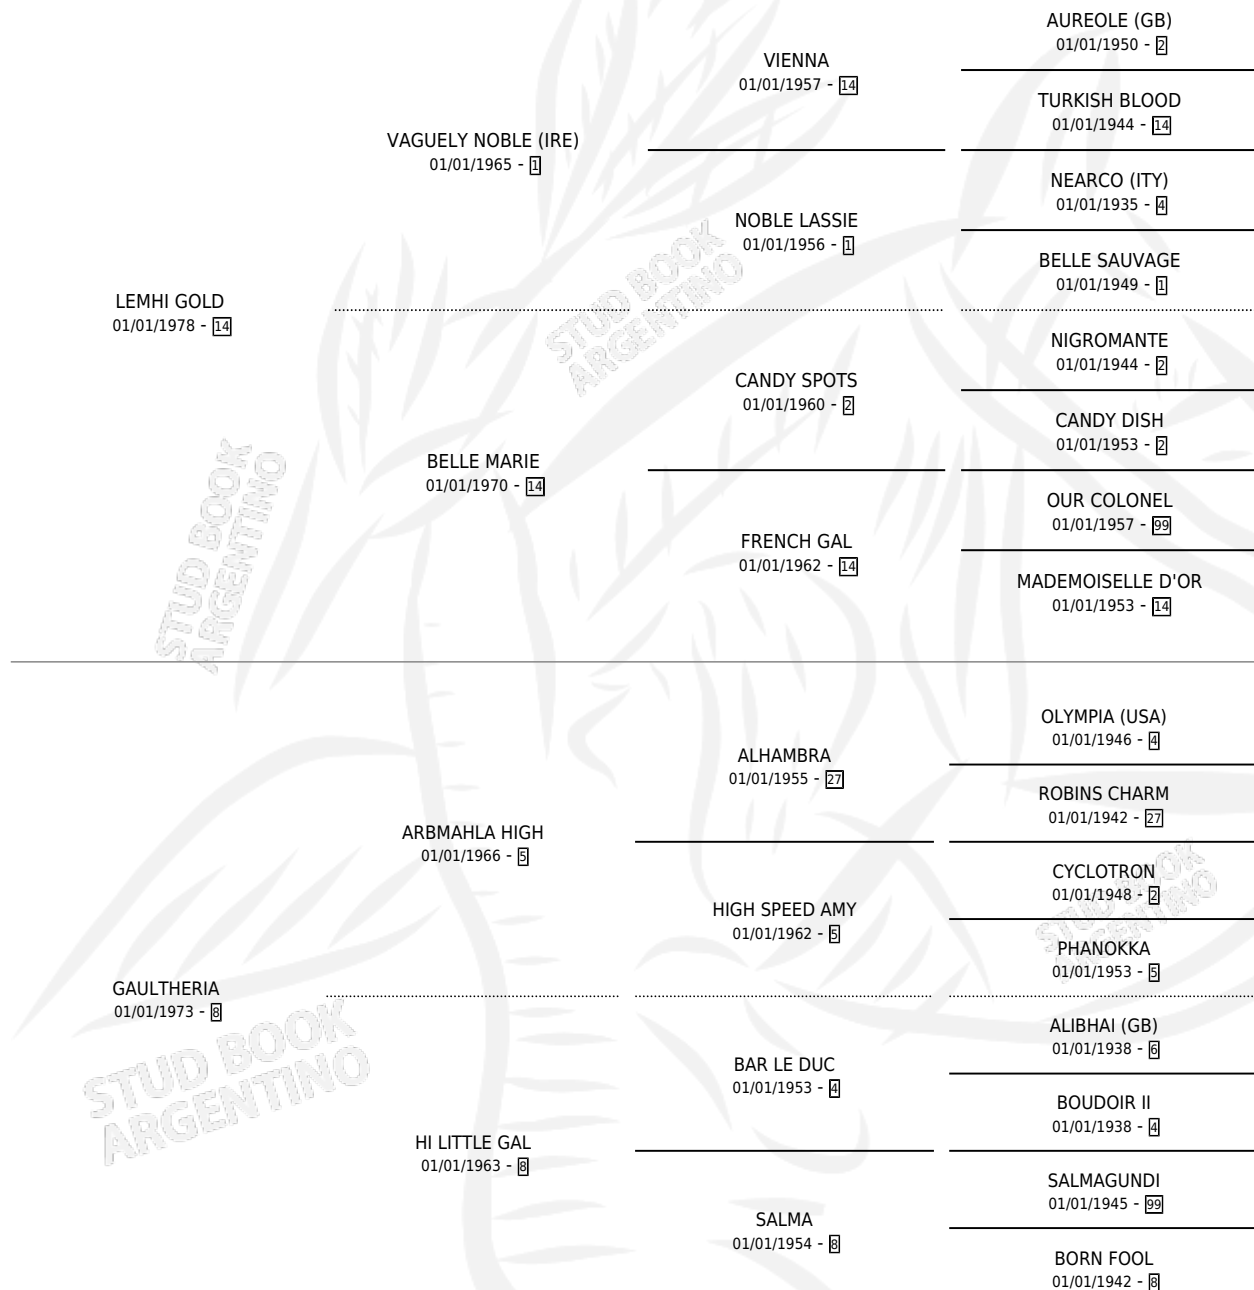 AUREOLE (GB)
01/01/1950 - 2
VIENNA
01/01/1957 - 14
TURKISH BLOOD
01/01/1944 - 14
VAGUELY NOBLE (IRE)
01/01/1965 - 1
NEARCO (ITY)
01/01/1935 - 4
NOBLE LASSIE
01/01/1956 - 1
BELLE SAUVAGE
01/01/1949 - 1
LEMHI GOLD
01/01/1978 - 14
NIGROMANTE
01/01/1944 - 2
CANDY SPOTS
01/01/1960 - 2
CANDY DISH
01/01/1953 - 2
BELLE MARIE
01/01/1970 - 14
OUR COLONEL
01/01/1957 - 99
FRENCH GAL
01/01/1962 - 14
MADEMOISELLE D'OR
01/01/1953 - 14
OLYMPIA (USA)
01/01/1946 - 4
ALHAMBRA
01/01/1955 - 27
ROBINS CHARM
01/01/1942 - 27
ARBMAHLA HIGH
01/01/1966 - 5
CYCLOTRON
01/01/1948 - 2
HIGH SPEED AMY
01/01/1962 - 5
PHANOKKA
01/01/1953 - 5
GAULTHERIA
01/01/1973 - 8
ALIBHAI (GB)
01/01/1938 - 6
BAR LE DUC
01/01/1953 - 4
BOUDOIR II
01/01/1938 - 4
HI LITTLE GAL
01/01/1963 - 8
SALMAGUNDI
01/01/1945 - 99
SALMA
01/01/1954 - 8
BORN FOOL
01/01/1942 - 8
STUD BOOK
ARGENTINO
STUD BOOK
ARGENTINO
STUD BOOK
ARGENTINO
STUD BOOK
ARGENTINO